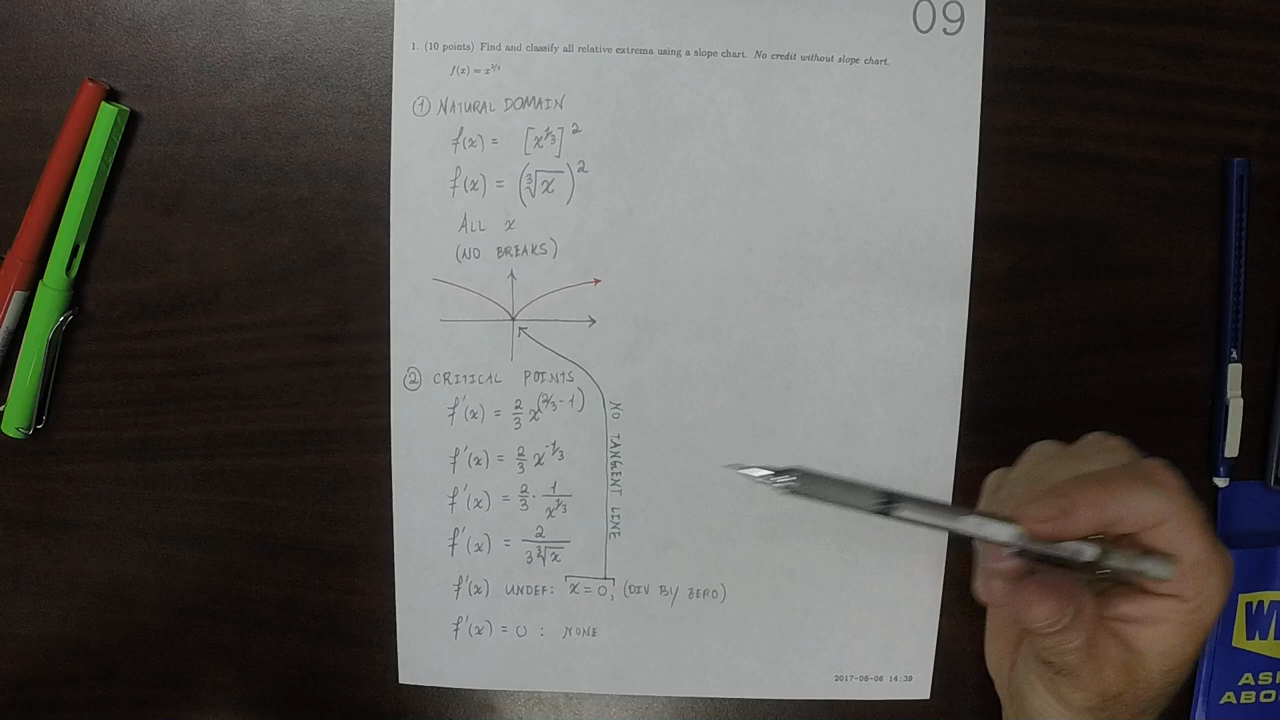 09
1. (10 points) Find and classify all relative extrema using a slope chart. No credit without slope chart.
f(x) = x^{2/3}
① NATURAL DOMAIN
f(x) = [x^{1/3}]^2
f(x) = (∛x)^2
ALL x
(NO BREAKS)
② CRITICAL POINTS
f'(x) = 2/3 x^{(2/3 - 1)}
f'(x) = 2/3 x^{-1/3}
f'(x) = 2/3 · 1/x^{1/3}
f'(x) = 2/(3∛x)
f'(x) UNDEF: x = 0, (DIV BY ZERO)
f'(x) = 0 : NONE
NO TANGENT LINE
2017-06-06 14:39